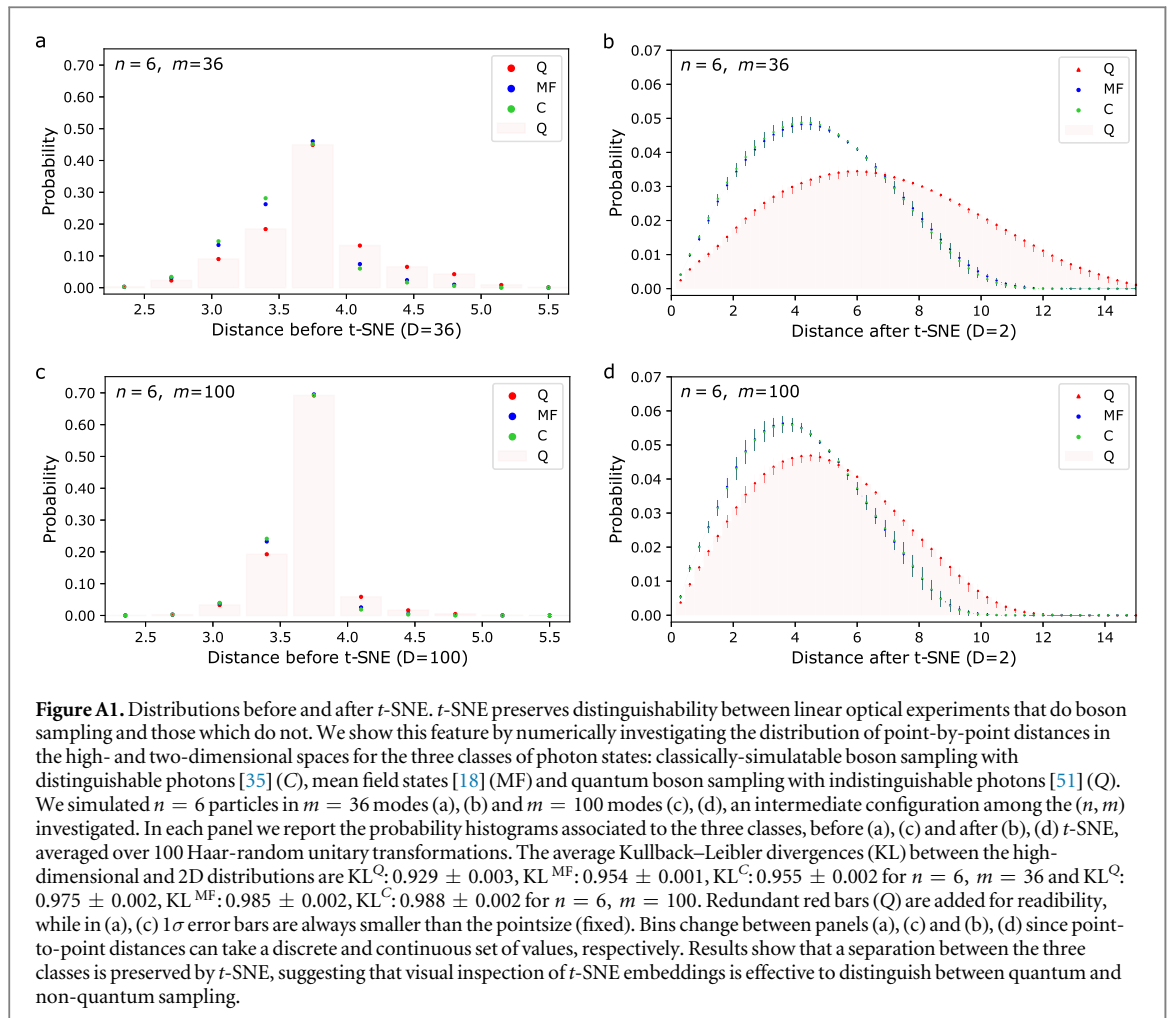 a
n = 6, m=36
Q
MF
C
Q
Probability
0.70
0.60
0.50
0.40
0.30
0.20
0.10
0.00
2.5 3.0 3.5 4.0 4.5 5.0 5.5
Distance before t-SNE (D=36)
b
n = 6, m=36
Q
MF
C
Q
Probability
0.07
0.06
0.05
0.04
0.03
0.02
0.01
0.00
0 2 4 6 8 10 12 14
Distance after t-SNE (D=2)
c
n = 6, m=100
Q
MF
C
Q
Probability
0.70
0.60
0.50
0.40
0.30
0.20
0.10
0.00
2.5 3.0 3.5 4.0 4.5 5.0 5.5
Distance before t-SNE (D=100)
d
n = 6, m=100
Q
MF
C
Q
Probability
0.07
0.06
0.05
0.04
0.03
0.02
0.01
0.00
0 2 4 6 8 10 12 14
Distance after t-SNE (D=2)
Figure A1. Distributions before and after t-SNE. t-SNE preserves distinguishability between linear optical experiments that do boson
sampling and those which do not. We show this feature by numerically investigating the distribution of point-by-point distances in
the high- and two-dimensional spaces for the three classes of photon states: classically-simulatable boson sampling with
distinguishable photons [35] (C), mean field states [18] (MF) and quantum boson sampling with indistinguishable photons [51] (Q).
We simulated n = 6 particles in m = 36 modes (a), (b) and m = 100 modes (c), (d), an intermediate configuration among the (n, m)
investigated. In each panel we report the probability histograms associated to the three classes, before (a), (c) and after (b), (d) t-SNE,
averaged over 100 Haar-random unitary transformations. The average Kullback–Leibler divergences (KL) between the high-
dimensional and 2D distributions are KL^Q: 0.929 ± 0.003, KL^MF: 0.954 ± 0.001, KL^C: 0.955 ± 0.002 for n = 6, m = 36 and KL^Q:
0.975 ± 0.002, KL^MF: 0.985 ± 0.002, KL^C: 0.988 ± 0.002 for n = 6, m = 100. Redundant red bars (Q) are added for readibility,
while in (a), (c) 1σ error bars are always smaller than the pointsize (fixed). Bins change between panels (a), (c) and (b), (d) since point-
to-point distances can take a discrete and continuous set of values, respectively. Results show that a separation between the three
classes is preserved by t-SNE, suggesting that visual inspection of t-SNE embeddings is effective to distinguish between quantum and
non-quantum sampling.